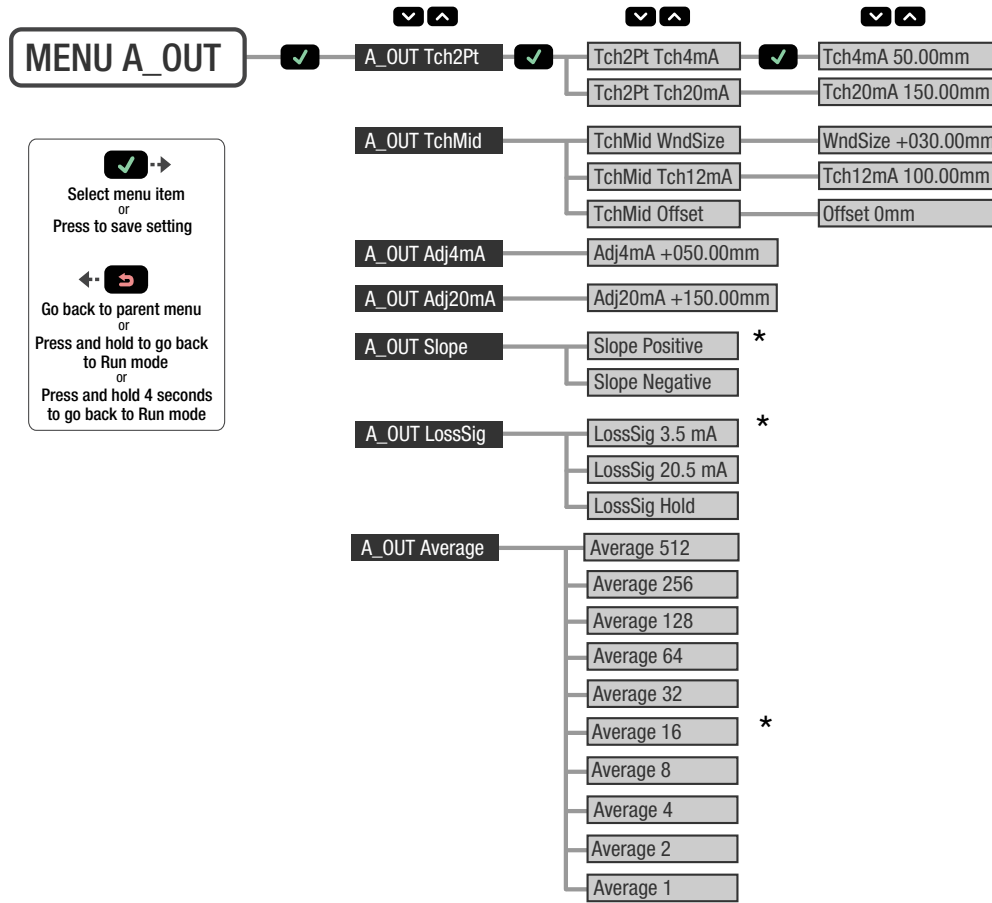 MENU A_OUT
A_OUT Tch2Pt
Tch2Pt Tch4mA
Tch4mA 50.00mm
Tch2Pt Tch20mA
Tch20mA 150.00mm
A_OUT TchMid
TchMid WndSize
WndSize +030.00mm
TchMid Tch12mA
Tch12mA 100.00mm
TchMid Offset
Offset 0mm
A_OUT Adj4mA
Adj4mA +050.00mm
A_OUT Adj20mA
Adj20mA +150.00mm
A_OUT Slope
Slope Positive *
Slope Negative
A_OUT LossSig
LossSig 3.5 mA *
LossSig 20.5 mA
LossSig Hold
A_OUT Average
Average 512
Average 256
Average 128
Average 64
Average 32
Average 16 *
Average 8
Average 4
Average 2
Average 1
Select menu item
or
Press to save setting
Go back to parent menu
or
Press and hold to go back
to Run mode
or
Press and hold 4 seconds
to go back to Run mode